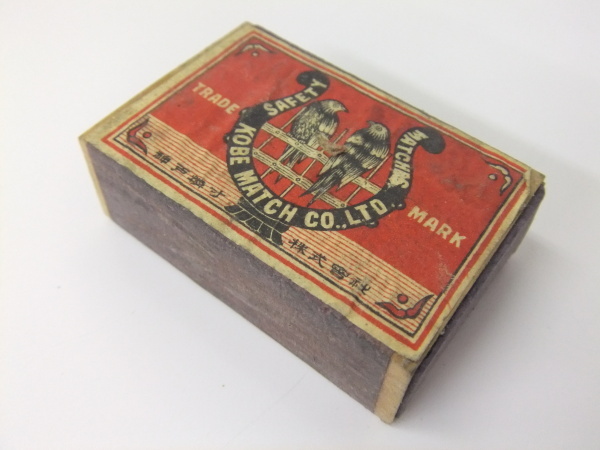 SAFETY MATCHES
TRADE MARK
KOBE MATCH CO., LTD.
神戸燐寸
株式會社